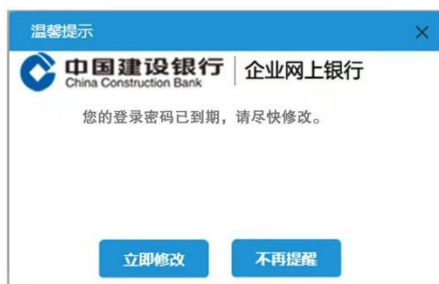 温馨提示
中国建设银行 企业网上银行
China Construction Bank
您的登录密码已到期，请尽快修改。
立即修改 不再提醒